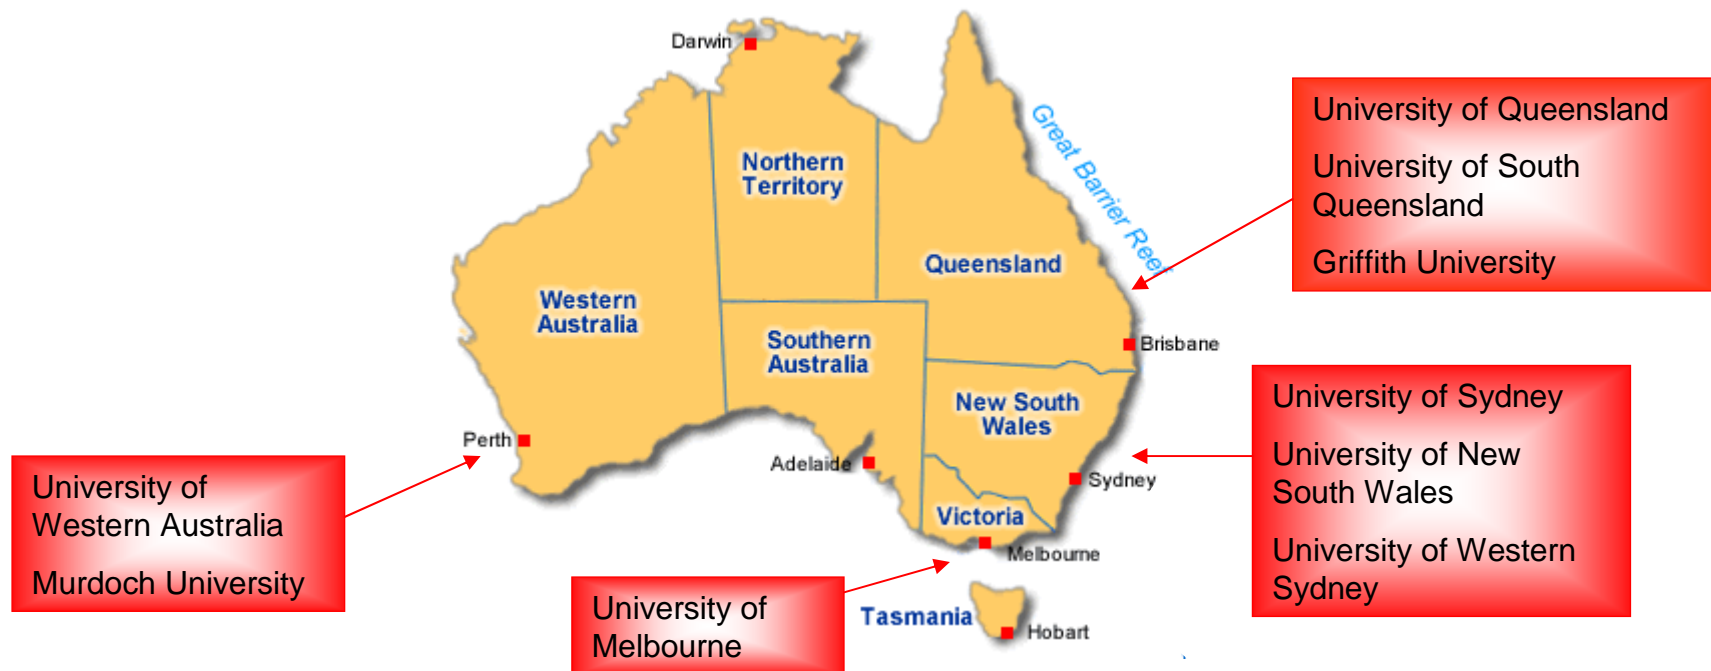 Darwin
Great Barrier Reef
Northern
Territory
Queensland
Western
Australia
Southern
Australia
Brisbane
New South
Wales
Perth
Adelaide
Sydney
Victoria
Melbourne
Tasmania
Hobart
University of Queensland
University of South
Queensland
Griffith University
University of Sydney
University of New
South Wales
University of Western
Sydney
University of
Western Australia
Murdoch University
University of
Melbourne